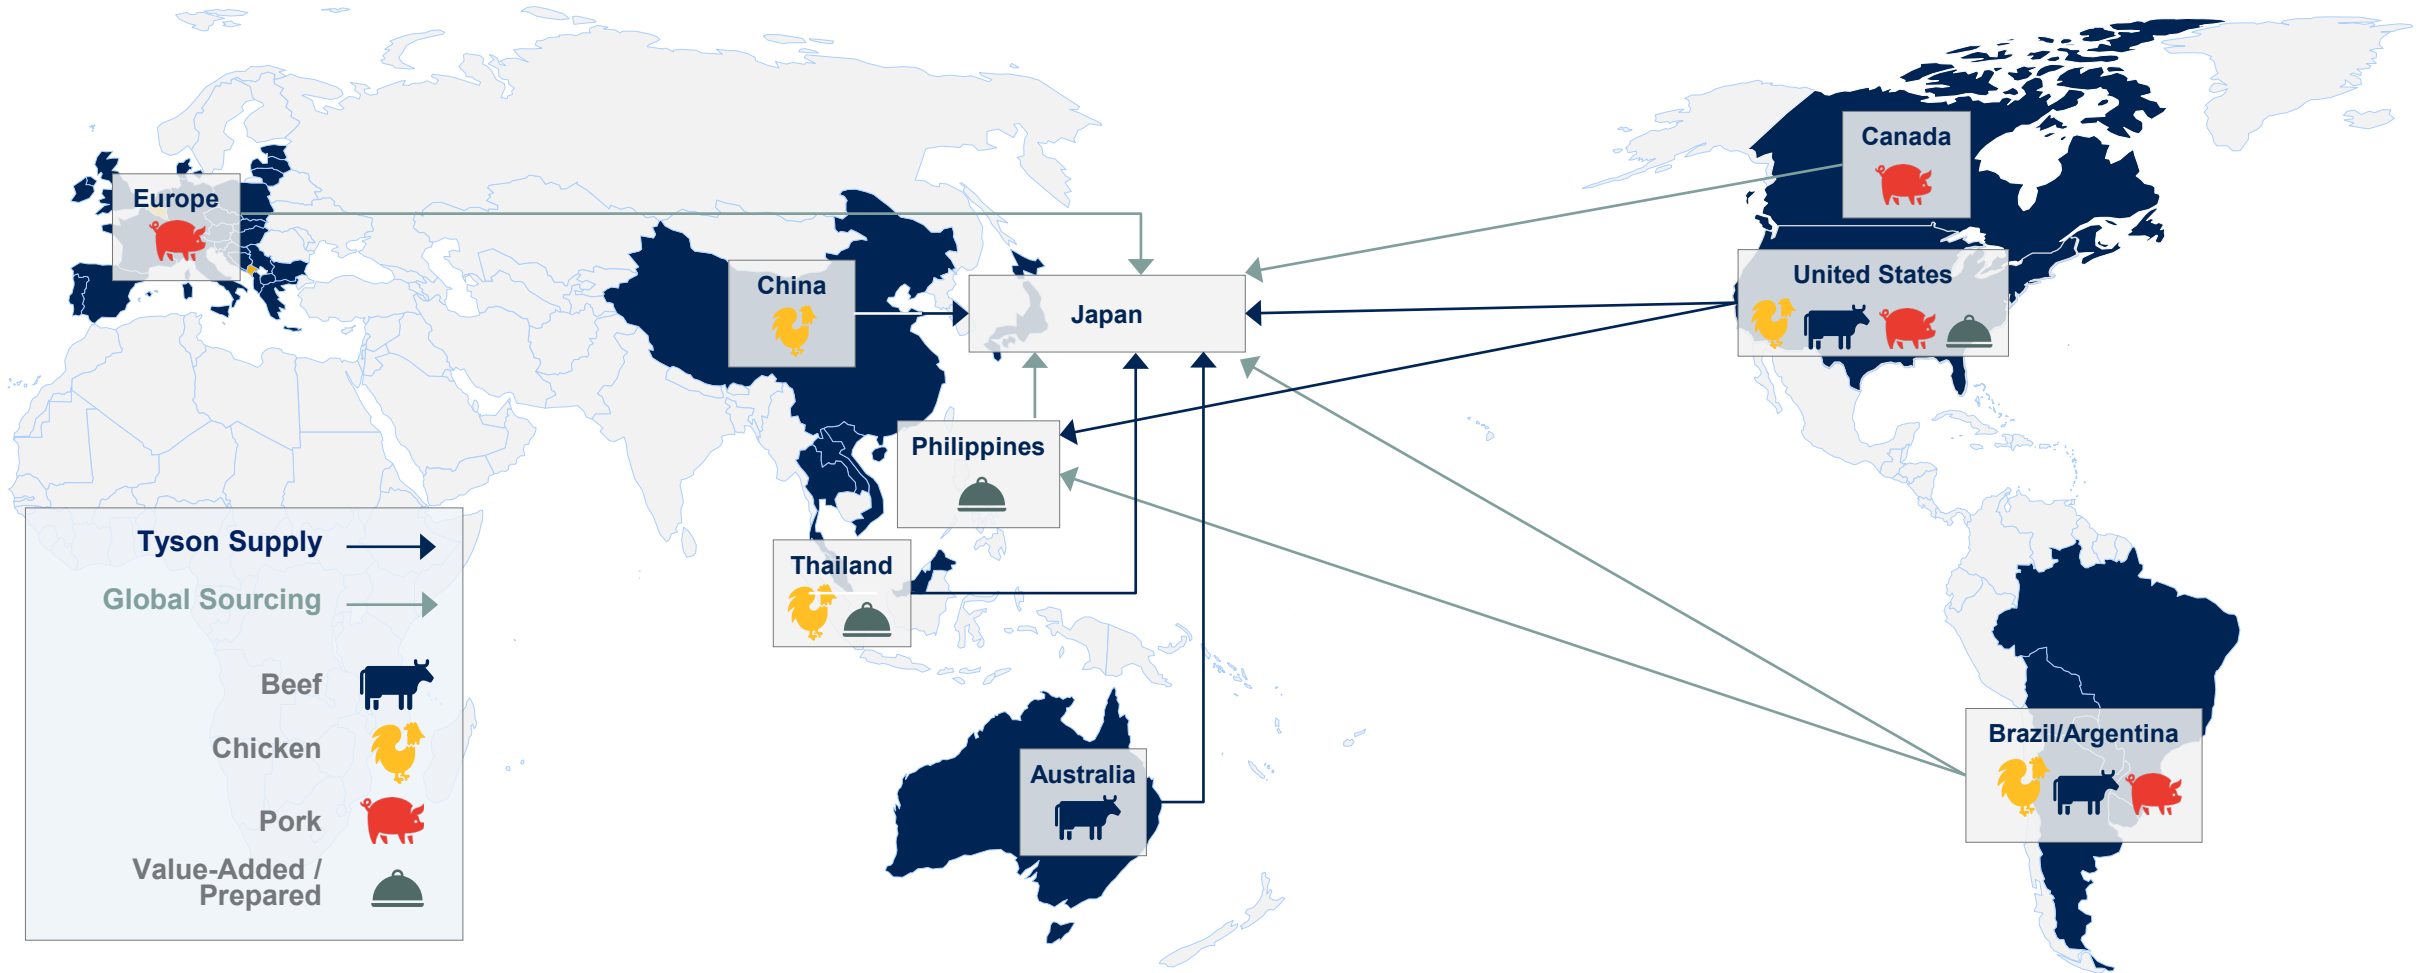 Canada
Europe
United States
China
Japan
Philippines
Tyson Supply
Thailand
Global Sourcing
Beef
Brazil/Argentina
Chicken
Australia
Pork
Value-Added /
Prepared